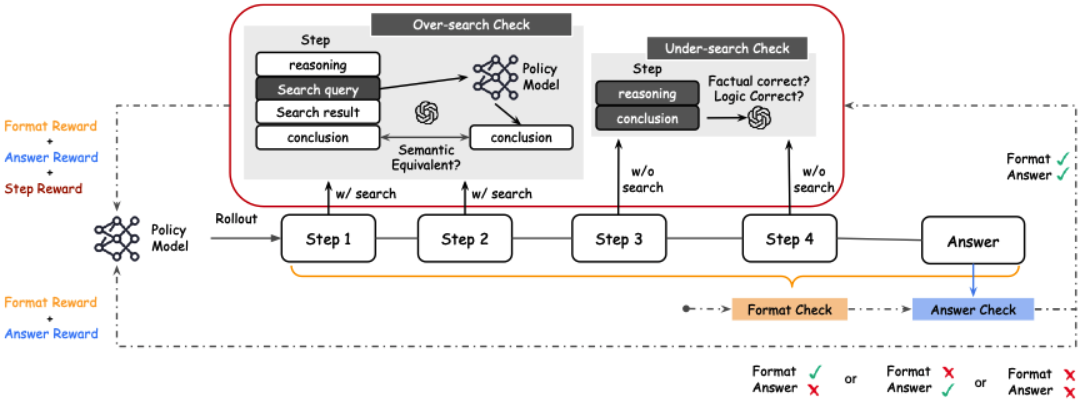 Over-search Check
Step
reasoning
Search query
Search result
conclusion
Policy
Model
conclusion
Semantic
Equivalent?
Under-search Check
Step
reasoning
conclusion
Factual correct?
Logic Correct?
Format Reward
+
Answer Reward
+
Step Reward
w/ search
w/ search
w/o
search
w/o
search
Format ✓
Answer ✓
Policy
Model
Rollout
Step 1
Step 2
Step 3
Step 4
Answer
Format Reward
+
Answer Reward
Format Check
Answer Check
Format ✓
Answer ✗
or
Format ✗
Answer ✓
or
Format ✗
Answer ✗